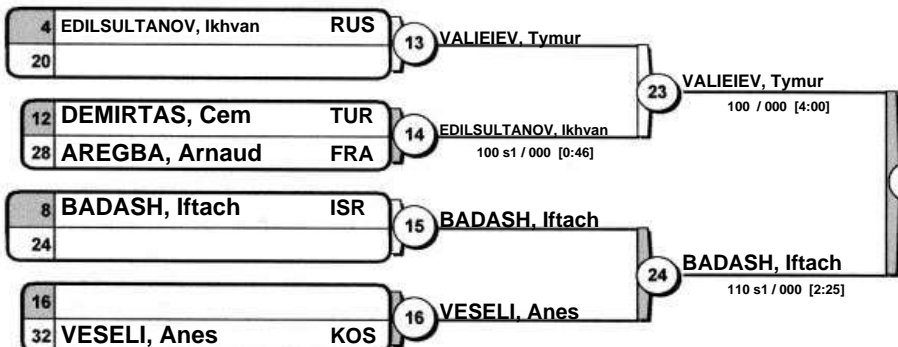 4 EDILSULTANOV, Ikhvan RUS
20
13 VALIEIEV, Tymur
12 DEMIRTAS, Cem TUR
28 AREGBA, Arnaud FRA
14 EDILSULTANOV, Ikhvan
100 s1 / 000 [0:46]
23 VALIEIEV, Tymur
100 / 000 [4:00]
8 BADASH, Iftach ISR
24
15 BADASH, Iftach
16
32 VESELI, Anes KOS
16 VESELI, Anes
24 BADASH, Iftach
110 s1 / 000 [2:25]